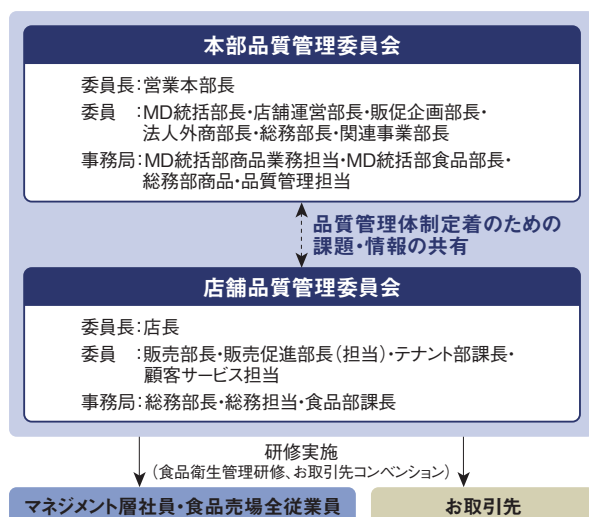 本部品質管理委員会
委員長:営業本部長
委員　:MD統括部長・店舗運営部長・販促企画部長・
法人外商部長・総務部長・関連事業部長
事務局:MD統括部商品業務担当・MD統括部食品部長・
総務部商品・品質管理担当
品質管理体制定着のための
課題・情報の共有
店舗品質管理委員会
委員長:店長
委員　:販売部長・販売促進部長(担当)・テナント部課長・
顧客サービス担当
事務局:総務部長・総務担当・食品部課長
研修実施
(食品衛生管理研修、お取引先コンベンション)
マネジメント層社員・食品売場全従業員
お取引先